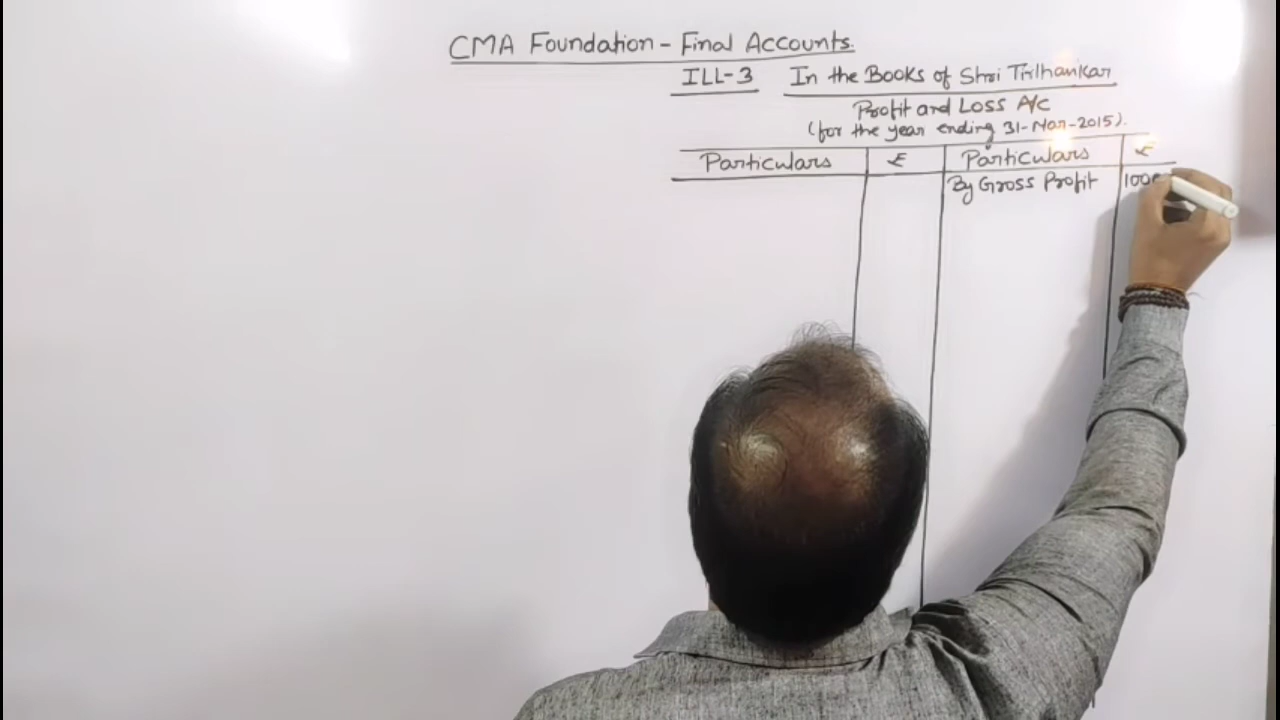 CMA Foundation - Final Accounts.
ILL-3 In the Books of Shri Tirthankar
Profit and Loss A/c
(for the year ending 31-Mar-2015).
Particulars ₹ Particulars ₹
By Gross Profit